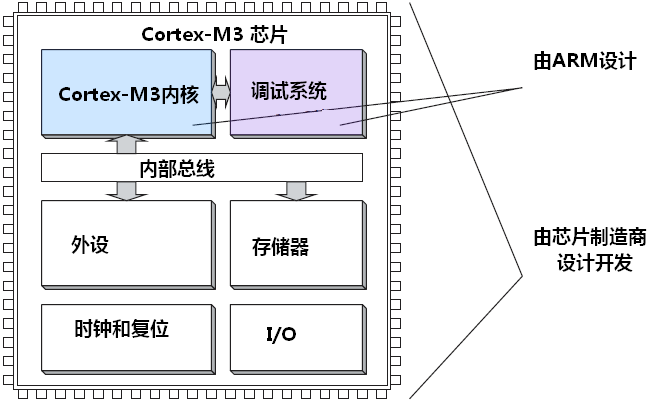 Cortex-M3 芯片
Cortex-M3内核
调试系统
由ARM设计
内部总线
外设
存储器
由芯片制造商
设计开发
时钟和复位
I/O